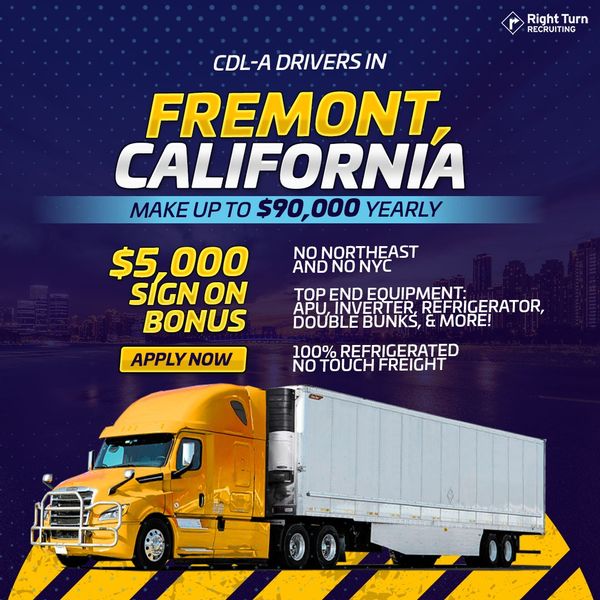 Right Turn
RECRUITING
CDL-A DRIVERS IN
FREMONT,
CALIFORNIA
MAKE UP TO $90,000 YEARLY
$5,000
SIGN ON
BONUS
APPLY NOW
NO NORTHEAST
AND NO NYC
TOP END EQUIPMENT:
APU, INVERTER, REFRIGERATOR,
DOUBLE BUNKS, & MORE!
100% REFRIGERATED
NO TOUCH FREIGHT